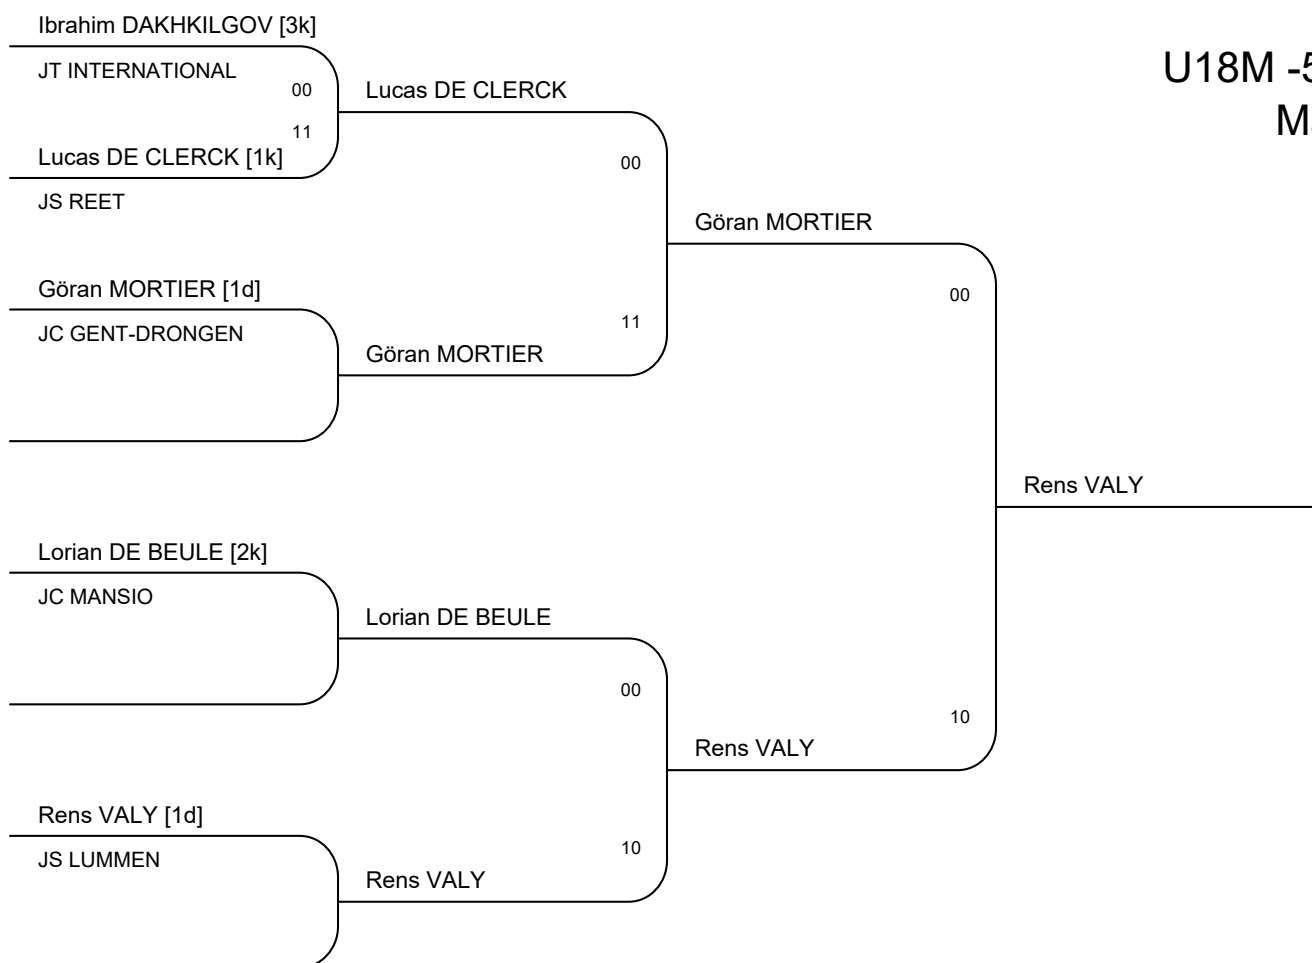 Ibrahim DAKHKILGOV [3k]
JT INTERNATIONAL
00
11
Lucas DE CLERCK [1k]
JS REET
Göran MORTIER [1d]
JC GENT-DRONGEN
Lorian DE BEULE [2k]
JC MANSIO
Rens VALY [1d]
JS LUMMEN
Lucas DE CLERCK
00
11
Göran MORTIER
Lorian DE BEULE
00
10
Rens VALY
Göran MORTIER
00
10
Rens VALY
Rens VALY
U18M